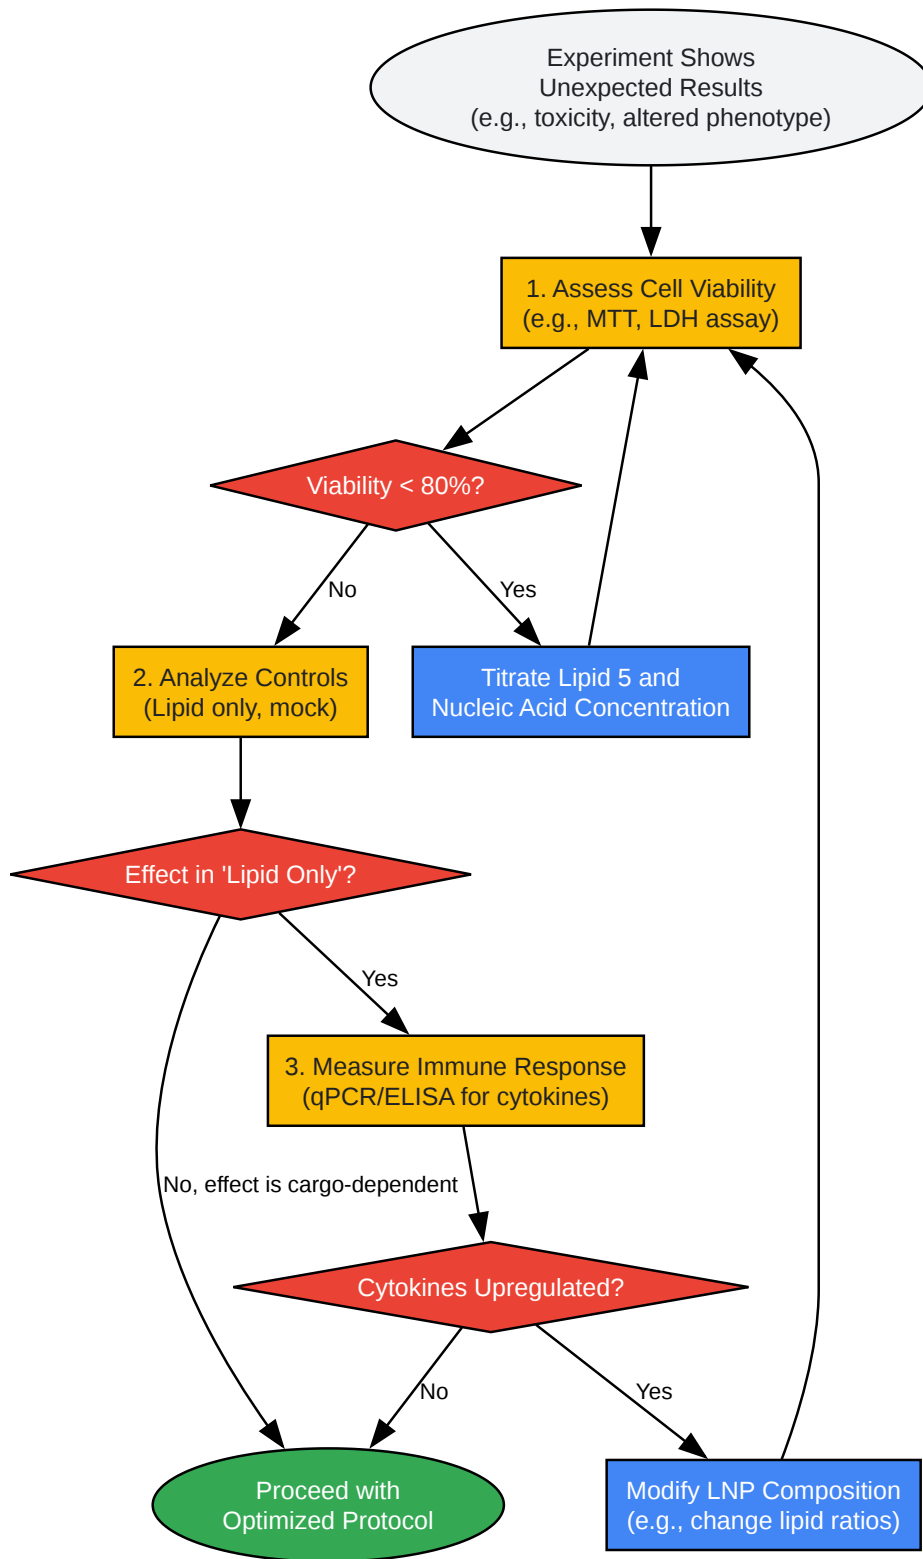 Experiment Shows
Unexpected Results
(e.g., toxicity, altered phenotype)
1. Assess Cell Viability
(e.g., MTT, LDH assay)
Viability < 80%?
No
Yes
2. Analyze Controls
(Lipid only, mock)
Titrate Lipid 5 and
Nucleic Acid Concentration
Effect in 'Lipid Only'?
Yes
3. Measure Immune Response
(qPCR/ELISA for cytokines)
No, effect is cargo-dependent
Cytokines Upregulated?
No
Yes
Proceed with
Optimized Protocol
Modify LNP Composition
(e.g., change lipid ratios)